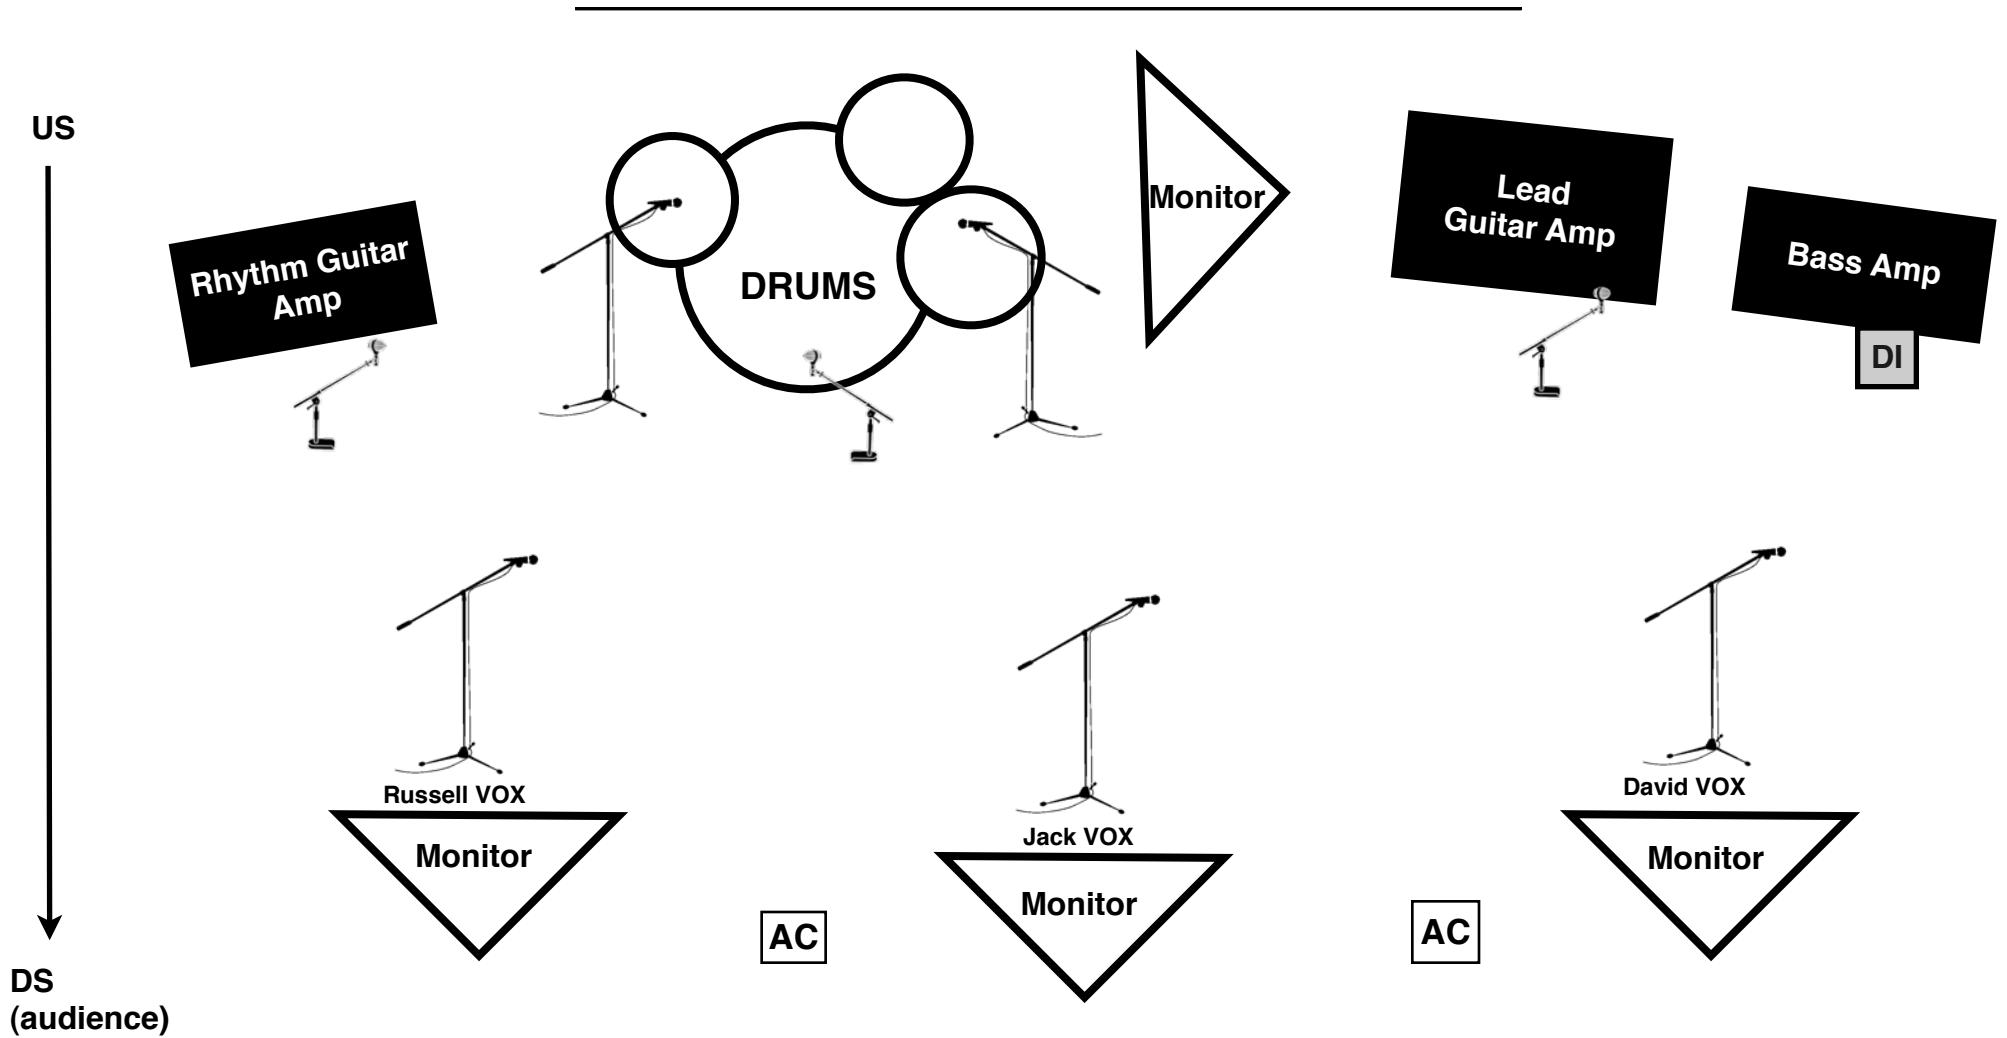 US
Rhythm Guitar
Amp
DRUMS
Monitor
Lead
Guitar Amp
Bass Amp
DI
Russell VOX
Monitor
Jack VOX
Monitor
David VOX
Monitor
AC
AC
DS
(audience)